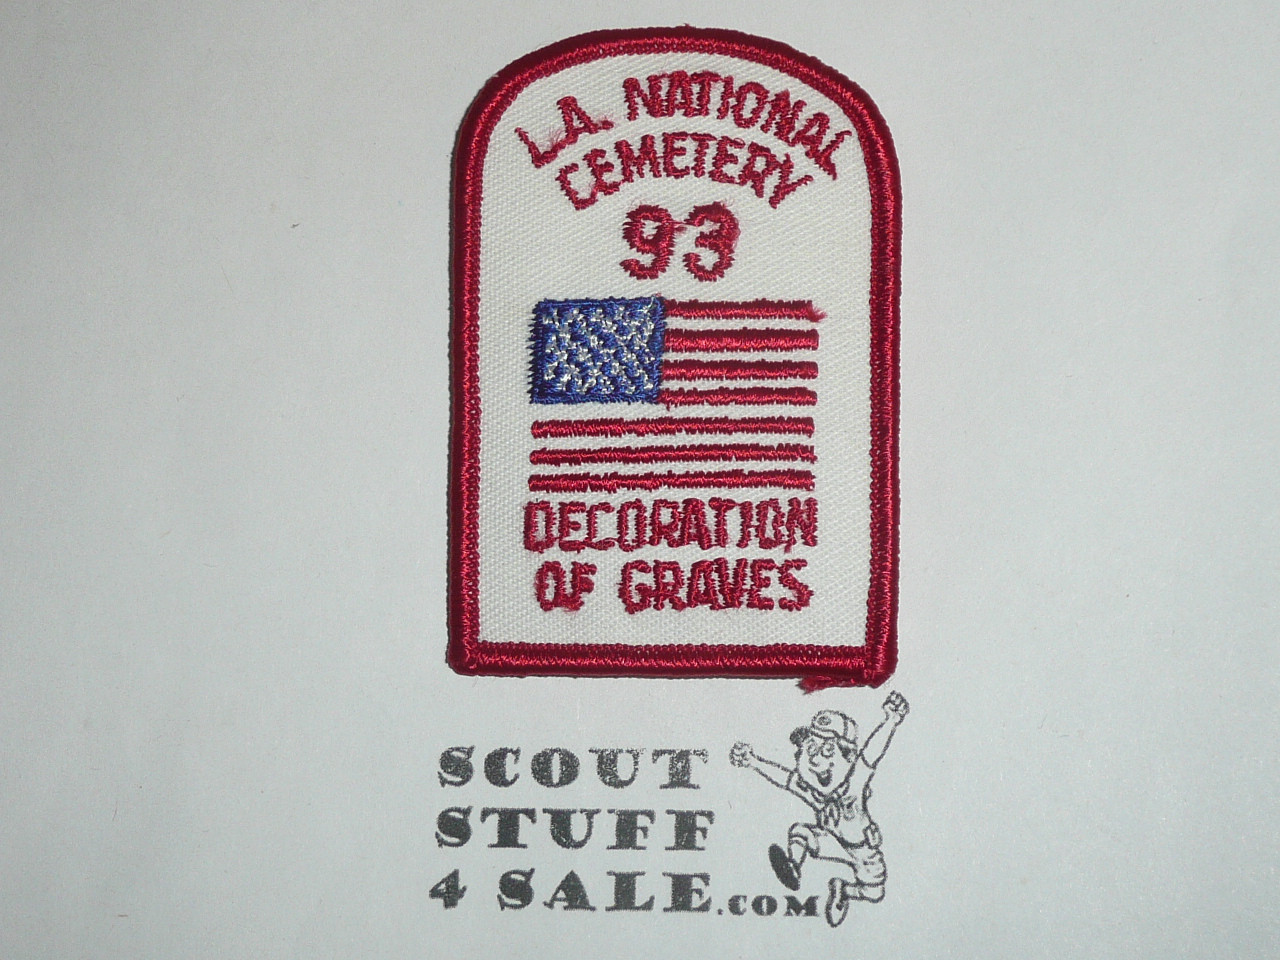 L.A. NATIONAL
CEMETERY
93
DECORATION
OF GRAVES
SCOUT
STUFF
4 SALE.COM